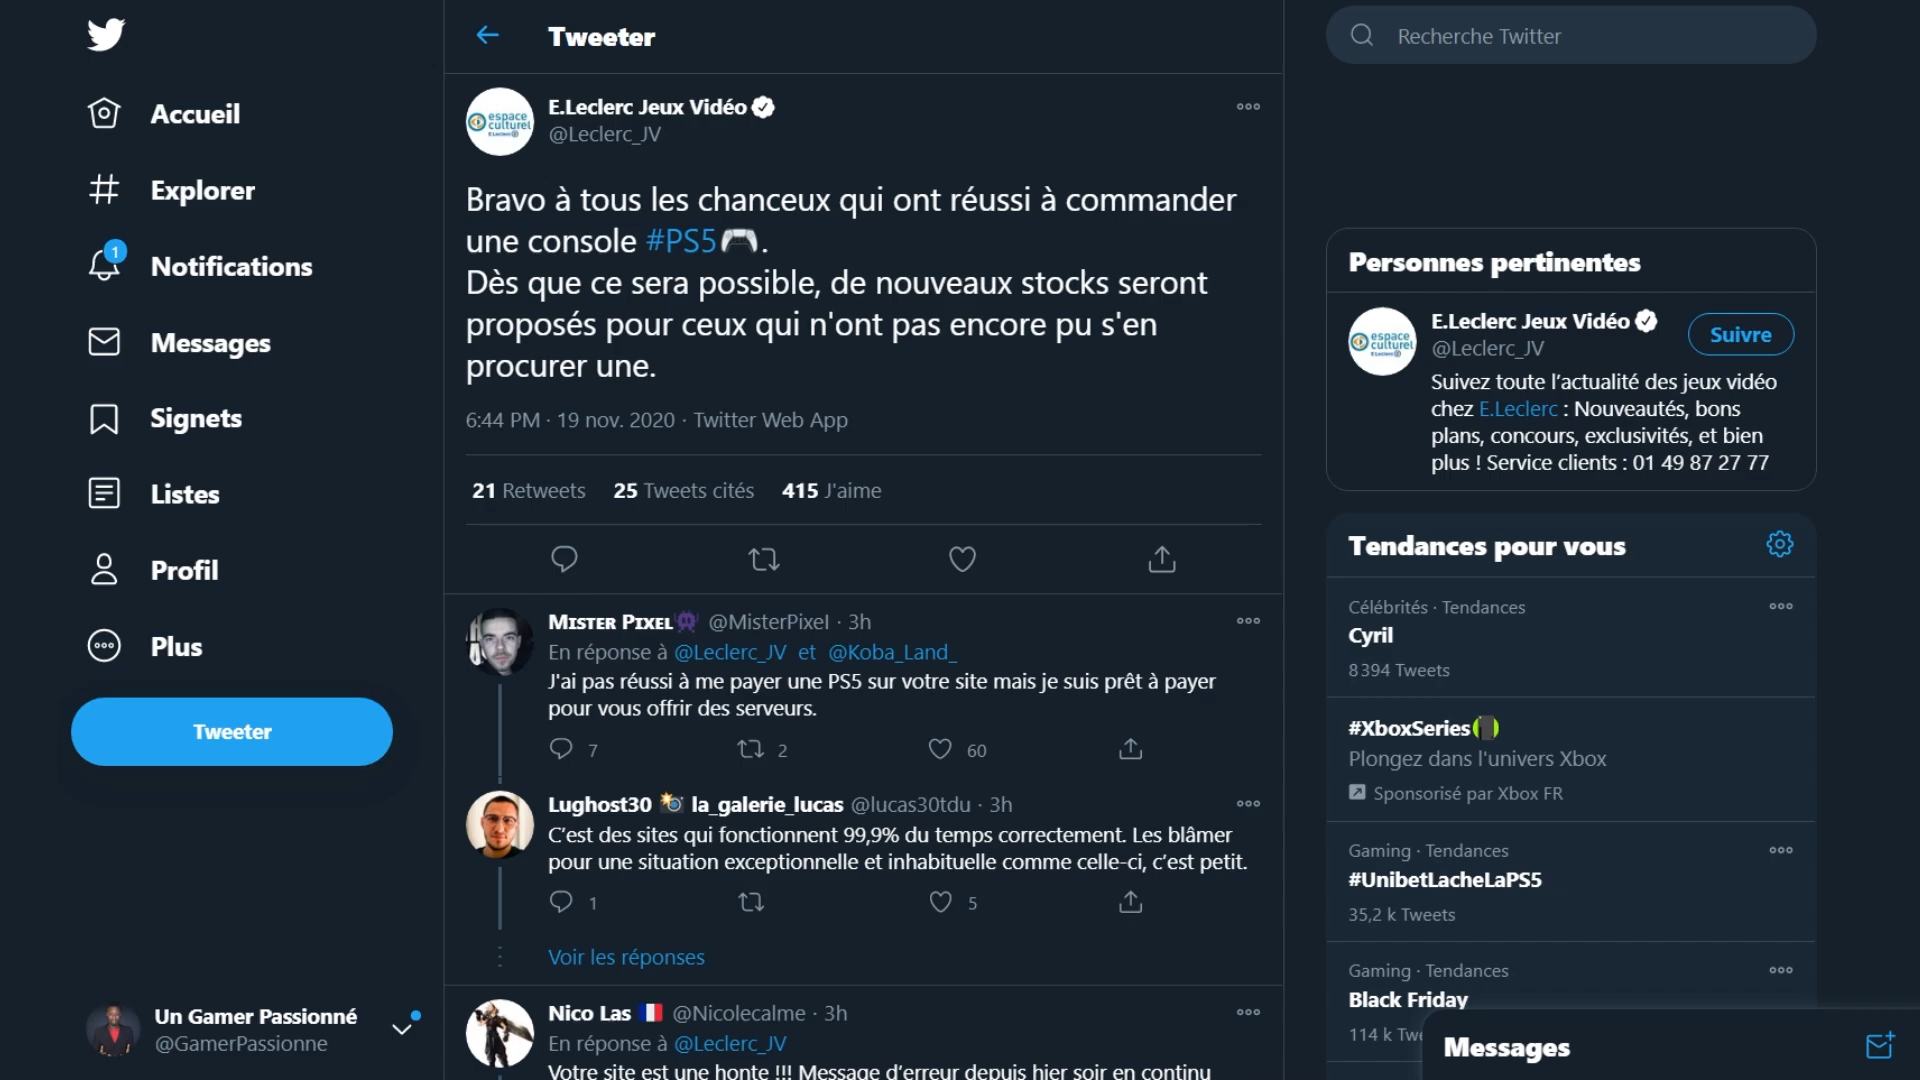 Accueil
Explorer
1
Notifications
Messages
Signets
Listes
Profil
Plus
Tweeter
Un Gamer Passionné
@GamerPassionne
Tweeter
espace
culturel
E.Leclerc
E.Leclerc Jeux Vidéo
@Leclerc_JV
Bravo à tous les chanceux qui ont réussi à commander
une console #PS5🎮.
Dès que ce sera possible, de nouveaux stocks seront
proposés pour ceux qui n'ont pas encore pu s'en
procurer une.
6:44 PM · 19 nov. 2020 · Twitter Web App
21 Retweets 25 Tweets cités 415 J'aime
Mister Pixel👾 @MisterPixel · 3h
En réponse à @Leclerc_JV et @Koba_Land_
J'ai pas réussi à me payer une PS5 sur votre site mais je suis prêt à payer
pour vous offrir des serveurs.
7 2 60
Lughost30 📸 la_galerie_lucas @lucas30tdu · 3h
C’est des sites qui fonctionnent 99,9% du temps correctement. Les blâmer
pour une situation exceptionnelle et inhabituelle comme celle-ci, c’est petit.
1 5
Voir les réponses
Nico Las 🇫🇷 @Nicolecalme · 3h
En réponse à @Leclerc_JV
Votre site est une honte !!! Message d’erreur depuis hier soir en continu
Recherche Twitter
Personnes pertinentes
espace
culturel
E.Leclerc
E.Leclerc Jeux Vidéo
@Leclerc_JV
Suivre
Suivez toute l’actualité des jeux vidéo
chez E.Leclerc : Nouveautés, bons
plans, concours, exclusivités, et bien
plus ! Service clients : 01 49 87 27 77
Tendances pour vous
Célébrités · Tendances
Cyril
8 394 Tweets
#XboxSeries
Plongez dans l'univers Xbox
Sponsorisé par Xbox FR
Gaming · Tendances
#UnibetLacheLaPS5
35,2 k Tweets
Gaming · Tendances
Black Friday
114 k Twe
Messages